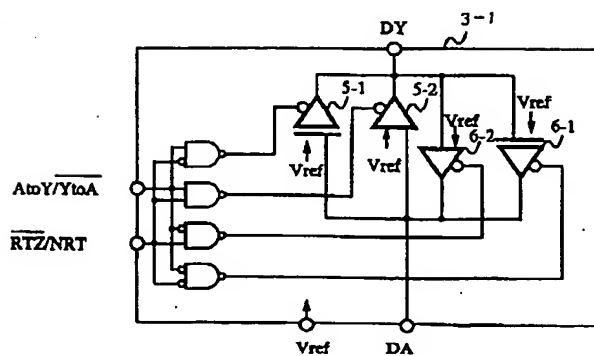 DY
3-1
5-1
5-2
Vref
6-1
6-2
Vref
Vref
Vref
AtoY/YtoA
RTZ/NRT
Vref
DA